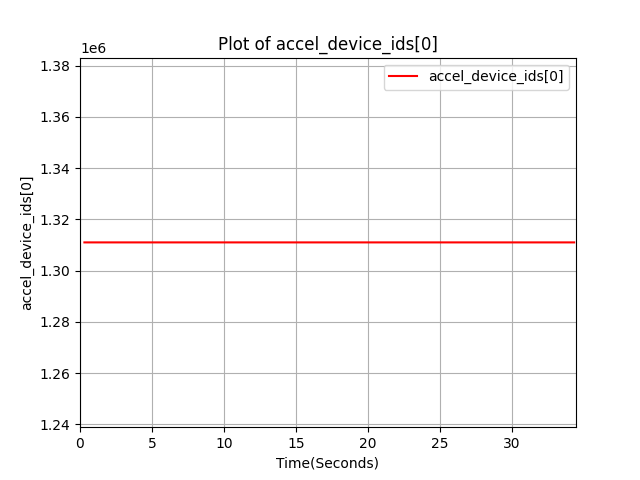 Plot of accel_device_ids[0]
1e6
accel_device_ids[0]
1.38
1.36
1.34
1.32
1.30
1.28
1.26
1.24
accel_device_ids[0]
0 5 10 15 20 25 30
Time(Seconds)